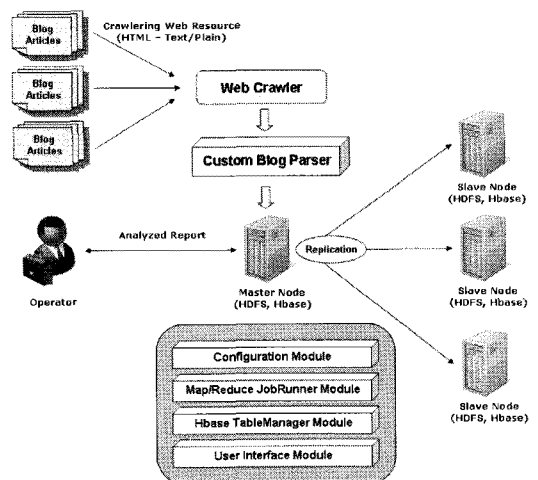 Blog
Articles
Crawlering Web Resource
(HTML - Text/Plain)
Blog
Articles
Blog
Articles
Web Crawler
Custom Blog Parser
Slave Node
(HDFS, Hbase)
Analyzed Report
Replication
Operator
Master Node
(HDFS, Hbase)
Slave Node
(HDFS, Hbase)
Configuration Module
Map/Reduce JobRunner Module
Hbase TableManager Module
User Interface Module
Slave Node
(HDFS, Hbase)